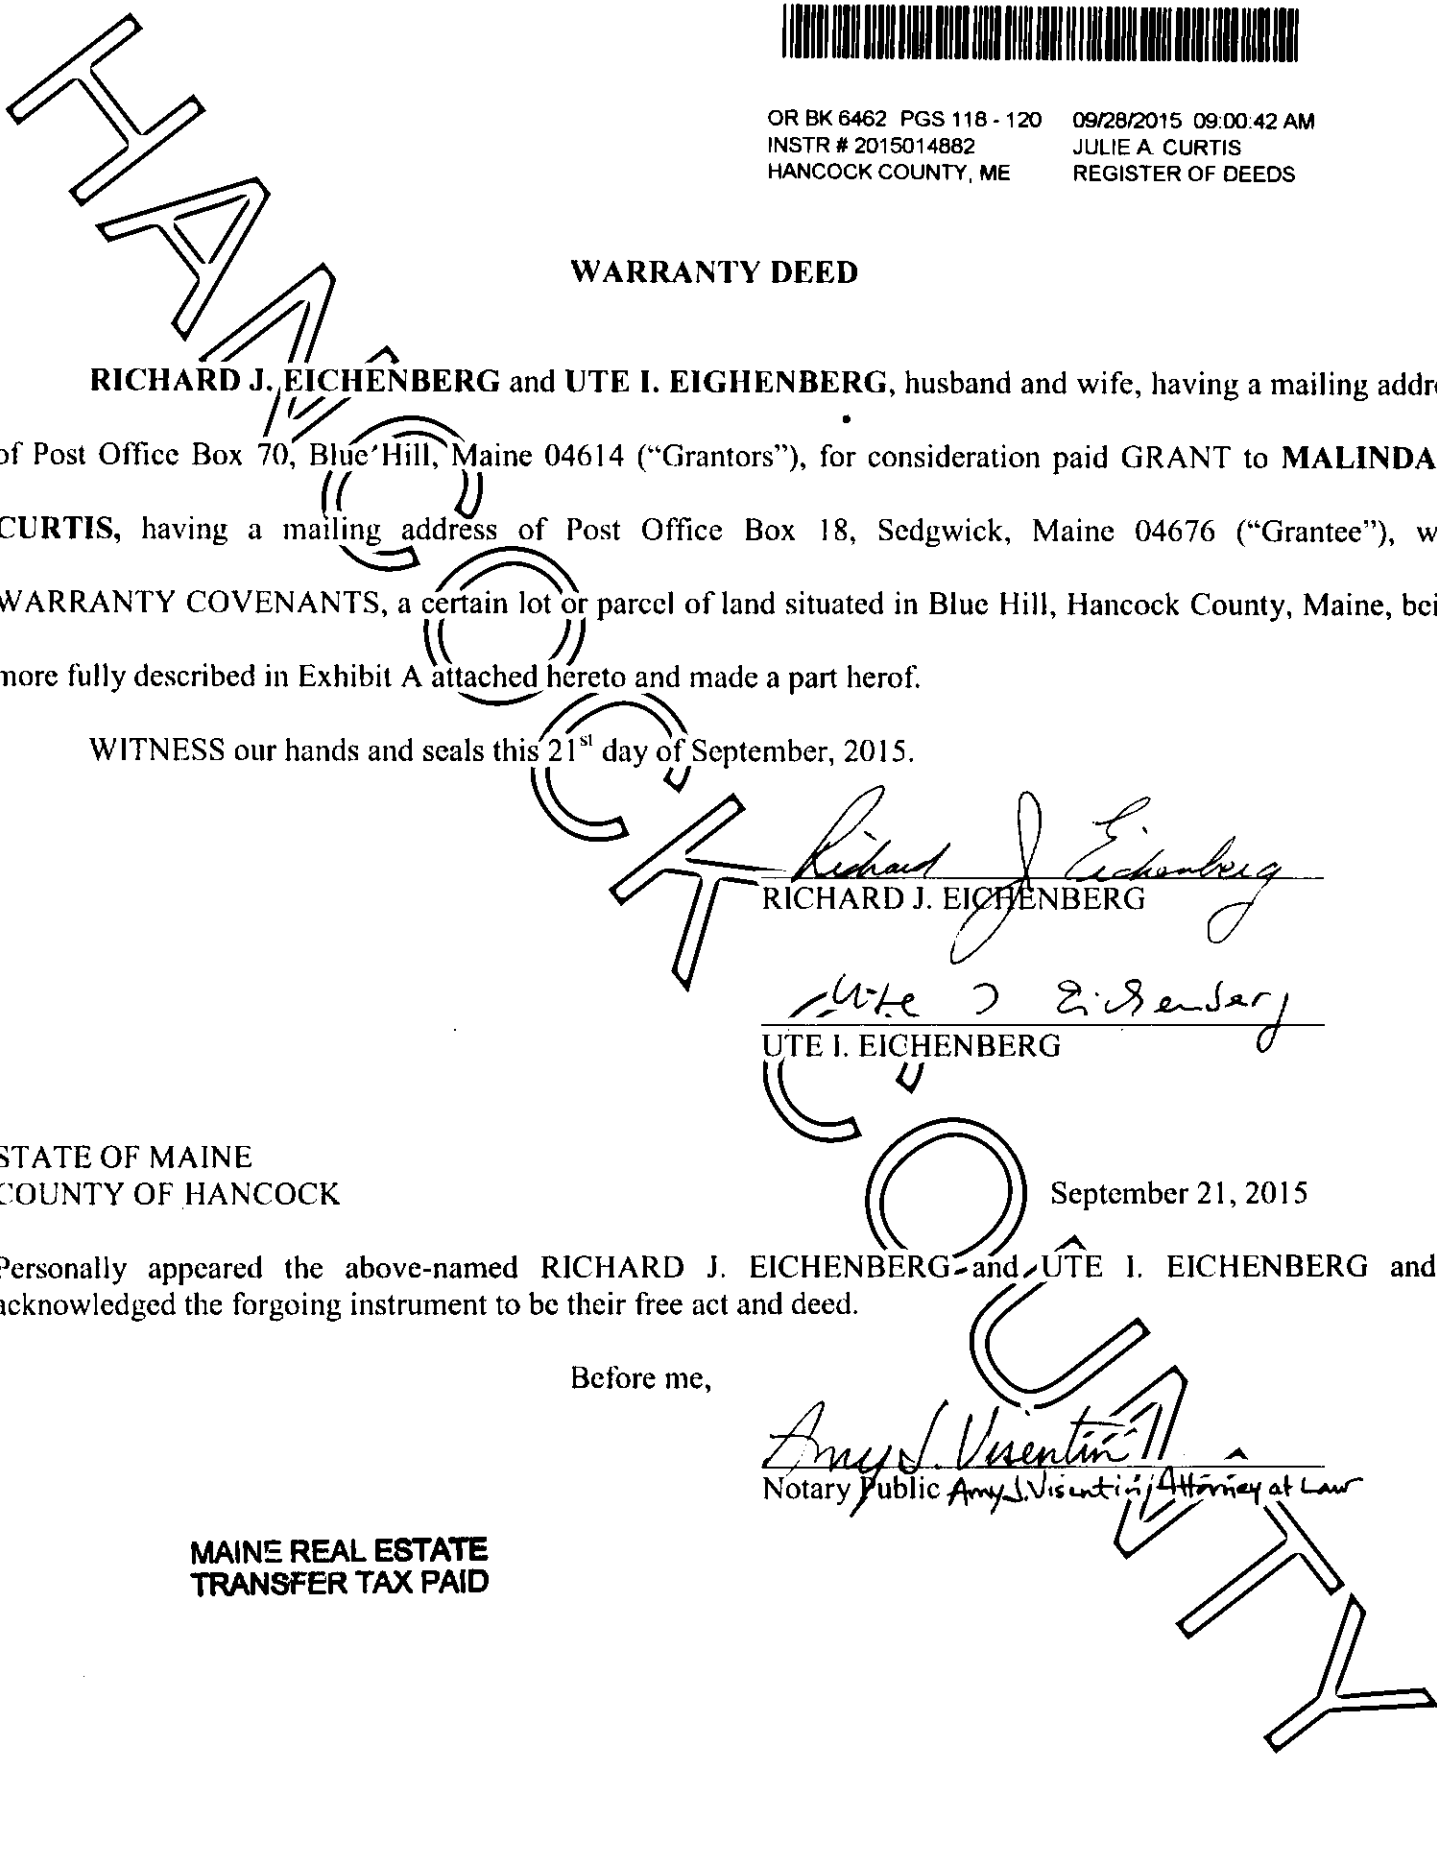 OR BK 6462 PGS 118 - 120 09/28/2015 09:00:42 AM
INSTR # 2015014882 JULIE A. CURTIS
HANCOCK COUNTY, ME REGISTER OF DEEDS
WARRANTY DEED
RICHARD J. EICHENBERG and UTE I. EIGHENBERG, husband and wife, having a mailing addre
of Post Office Box 70, Blue Hill, Maine 04614 (“Grantors”), for consideration paid GRANT to MALINDA
CURTIS, having a mailing address of Post Office Box 18, Sedgwick, Maine 04676 (“Grantee”), w
WARRANTY COVENANTS, a certain lot or parcel of land situated in Blue Hill, Hancock County, Maine, bei
more fully described in Exhibit A attached hereto and made a part herof.
WITNESS our hands and seals this 21st day of September, 2015.
Richard J Eichenberg
RICHARD J. EICHENBERG
Ute I Eichenberg
UTE I. EICHENBERG
STATE OF MAINE
COUNTY OF HANCOCK September 21, 2015
Personally appeared the above-named RICHARD J. EICHENBERG and UTE I. EICHENBERG and
acknowledged the forgoing instrument to be their free act and deed.
Before me,
Amy J. Visentin
Notary Public Amy J. Visentin, Attorney at Law
MAINE REAL ESTATE
TRANSFER TAX PAID
HANCOCK COUNTY